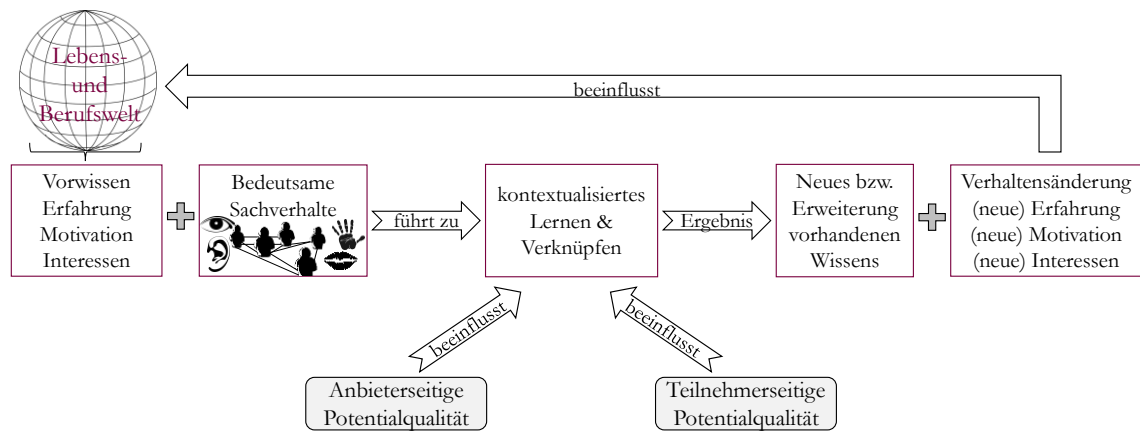 Lebens-
und
Berufswelt
beeinflusst
Vorwissen
Erfahrung
Motivation
Interessen
Bedeutsame
Sachverhalte
führt zu
kontextualisiertes
Lernen &
Verknüpfen
Ergebnis
Neues bzw.
Erweiterung
vorhandenen
Wissens
Verhaltensänderung
(neue) Erfahrung
(neue) Motivation
(neue) Interessen
beeinflusst
beeinflusst
Anbieterseitige
Potentialqualität
Teilnehmerseitige
Potentialqualität